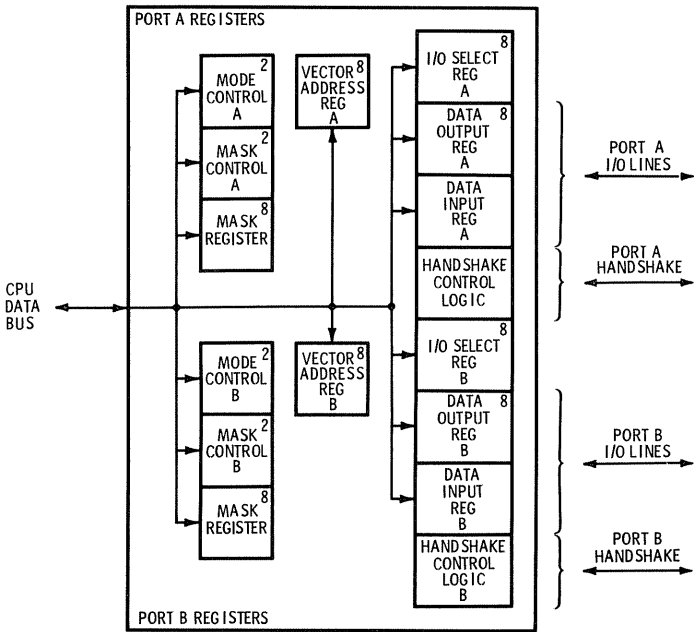 PORT A REGISTERS
2
MODE
CONTROL
A
2
MASK
CONTROL
A
8
MASK
REGISTER
VECTOR 8
ADDRESS
REG
A
8
I/O SELECT
REG
A
DATA 8
OUTPUT
REG
A
DATA
INPUT
REG
A
HANDSHAKE
CONTROL
LOGIC
PORT A
I/O LINES
PORT A
HANDSHAKE
CPU
DATA
BUS
2
MODE
CONTROL
B
2
MASK
CONTROL
B
8
MASK
REGISTER
VECTOR 8
ADDRESS
REG
B
8
I/O SELECT
REG
B
DATA 8
OUTPUT
REG
B
DATA
INPUT
REG
B
HANDSHAKE
CONTROL
LOGIC
B
PORT B
I/O LINES
PORT B
HANDSHAKE
PORT B REGISTERS